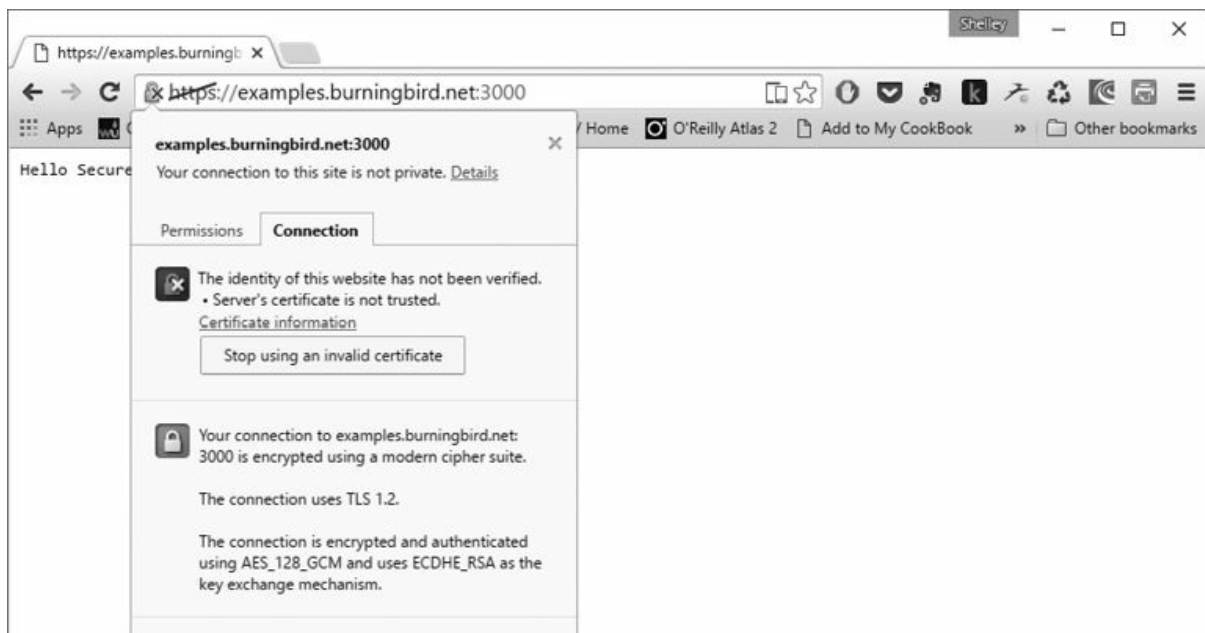 Shelley
https://examples.burningb
https://examples.burningbird.net:3000
Apps
/ Home O'Reilly Atlas 2 Add to My CookBook » Other bookmarks
Hello Secure
examples.burningbird.net:3000
Your connection to this site is not private. Details
Permissions Connection
The identity of this website has not been verified.
• Server's certificate is not trusted.
Certificate information
Stop using an invalid certificate
Your connection to examples.burningbird.net:
3000 is encrypted using a modern cipher suite.
The connection uses TLS 1.2.
The connection is encrypted and authenticated
using AES_128_GCM and uses ECDHE_RSA as the
key exchange mechanism.